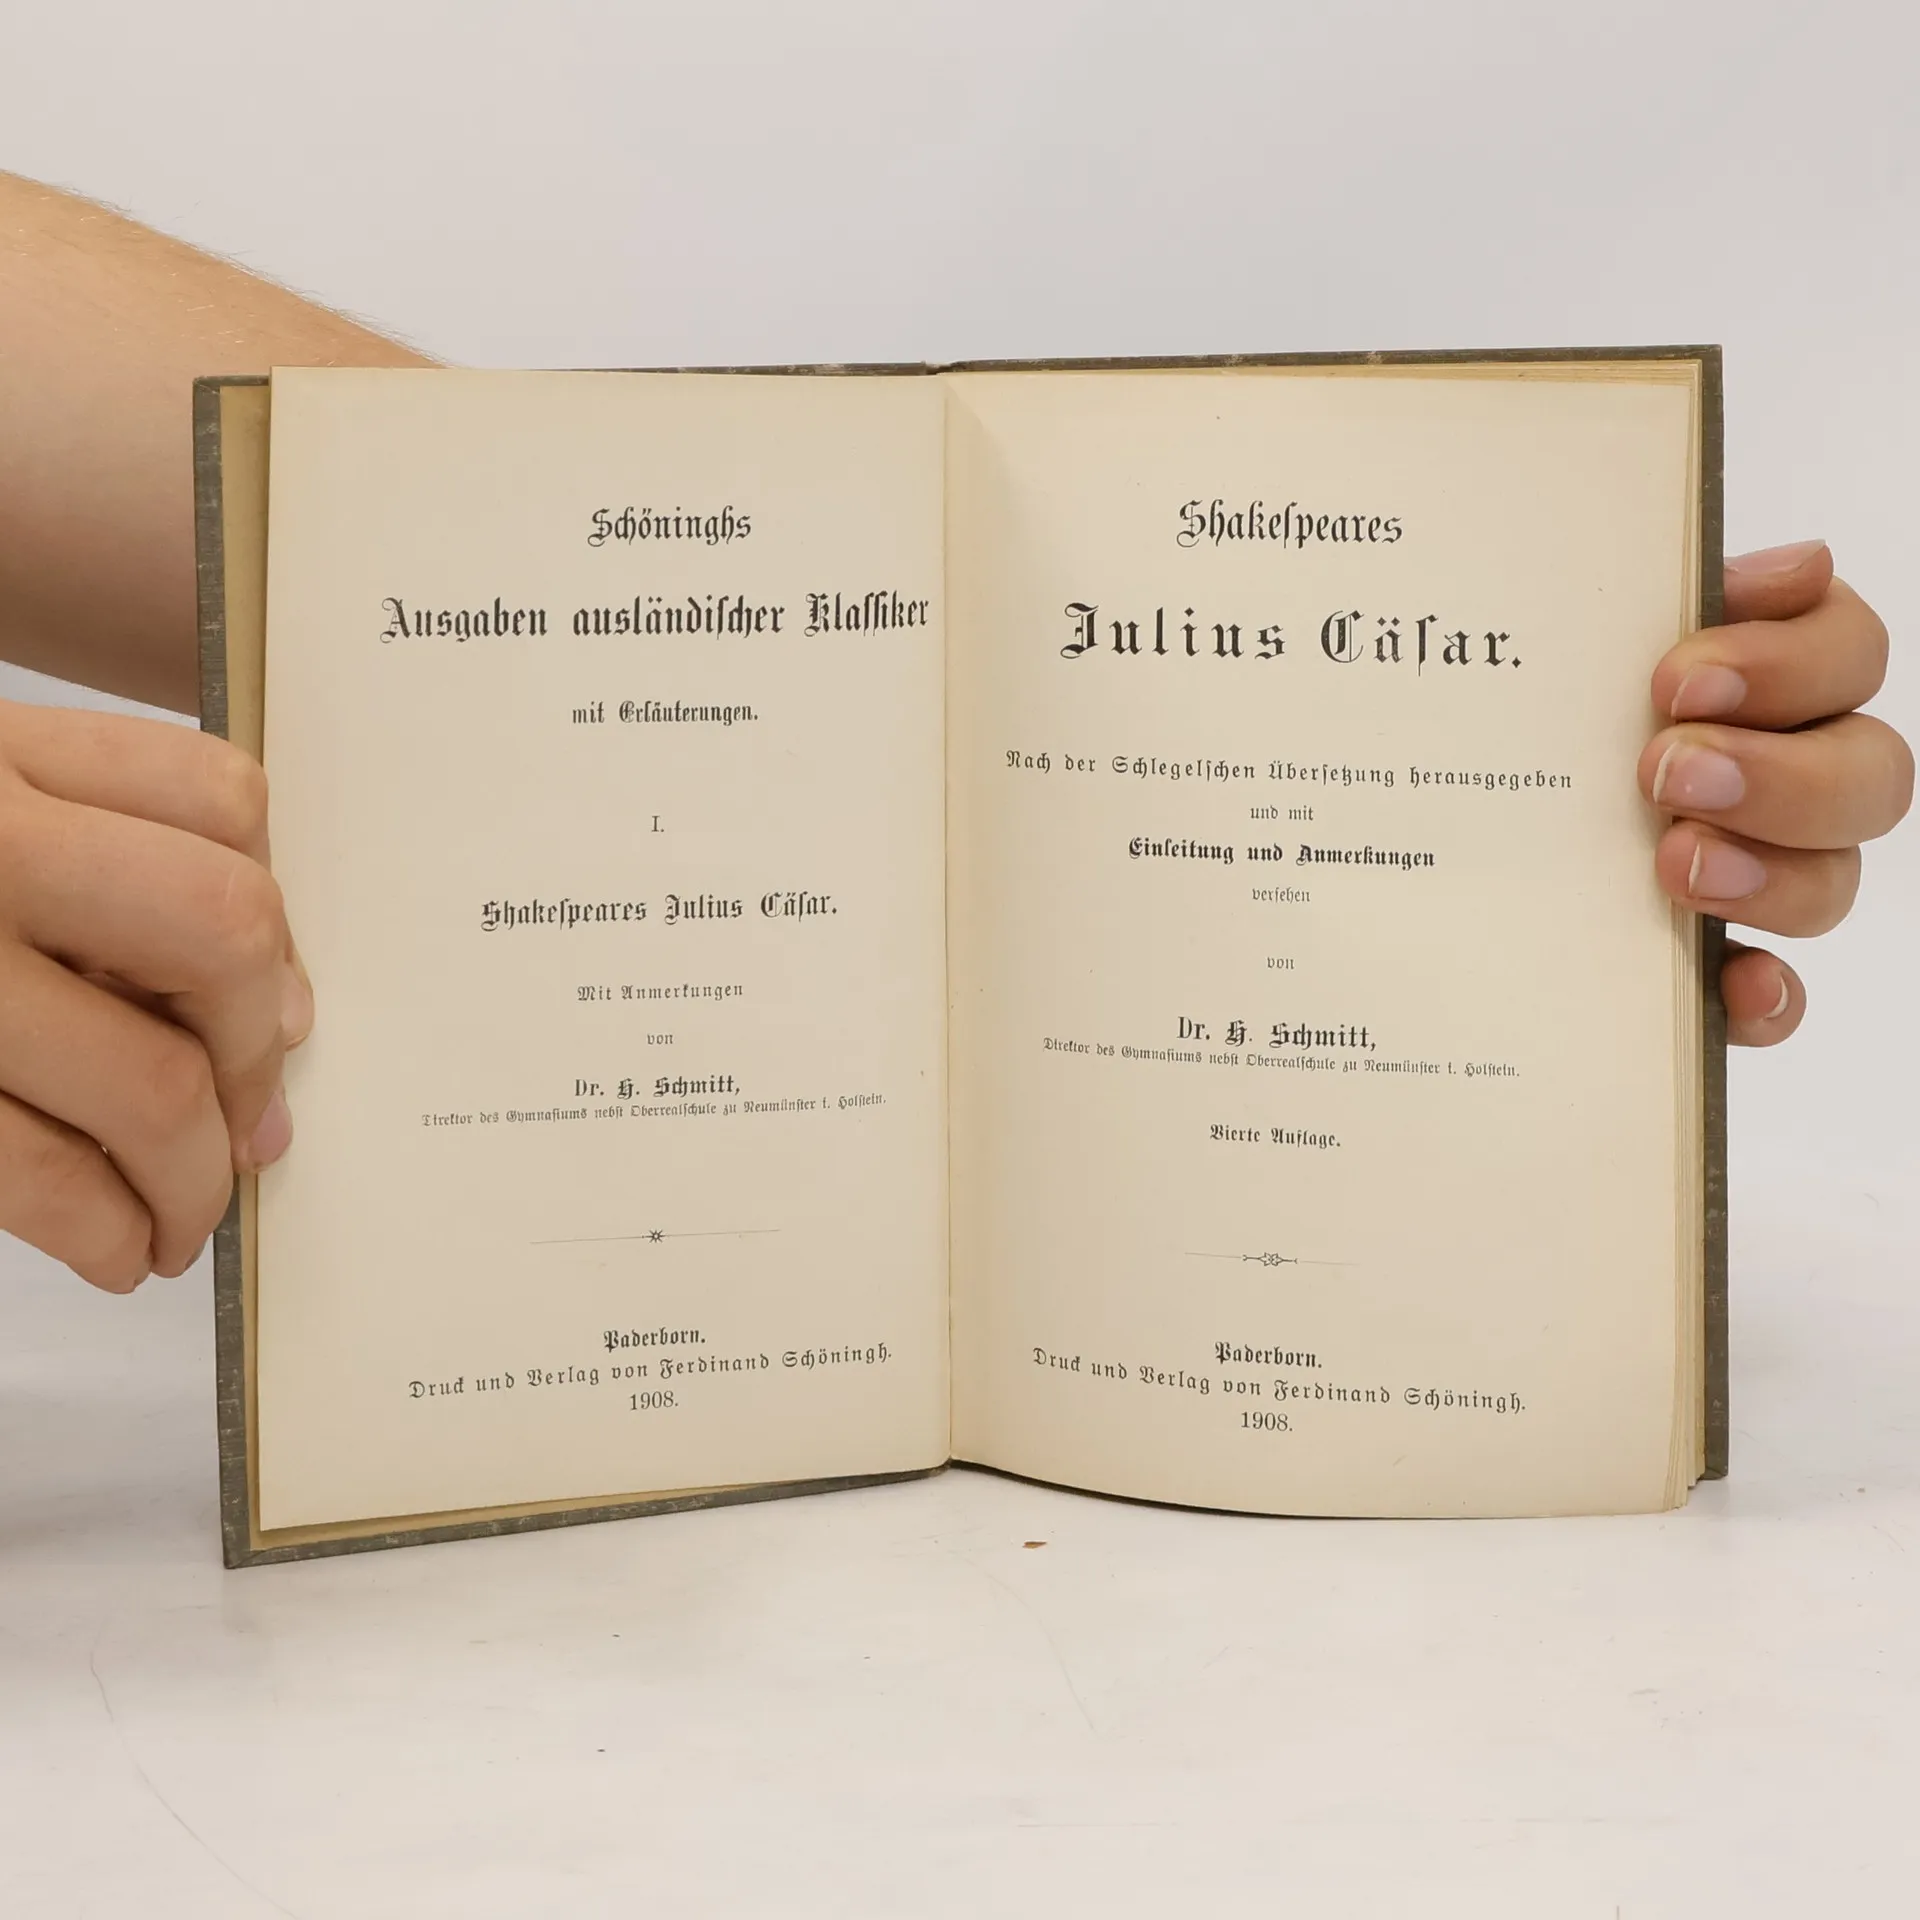 Schöninghs
Ausgaben ausländiſcher Klaſſiker
mit Erläuterungen.
I.
Shakeſpeares Julius Cäſar.
Mit Anmerkungen
von
Dr. H. Schmitt,
Direktor des Gymnaſiums nebſt Oberrealſchule zu Neumünſter i. Holſtein.
Paderborn.
Druck und Verlag von Ferdinand Schöningh.
1908.
Shakeſpeares
Julius Cäſar.
Nach der Schlegelſchen Überſetzung herausgegeben
und mit
Einleitung und Anmerkungen
verſehen
von
Dr. H. Schmitt,
Direktor des Gymnaſiums nebſt Oberrealſchule zu Neumünſter i. Holſtein.
Vierte Auflage.
Paderborn.
Druck und Verlag von Ferdinand Schöningh.
1908.